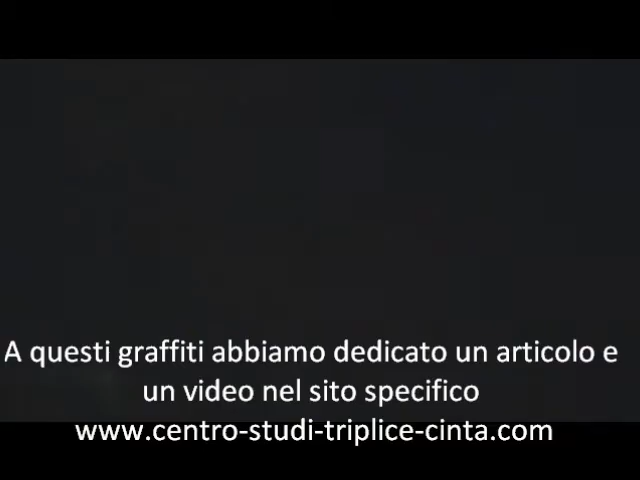 A questi graffiti abbiamo dedicato un articolo e
un video nel sito specifico
www.centro-studi-triplice-cinta.com